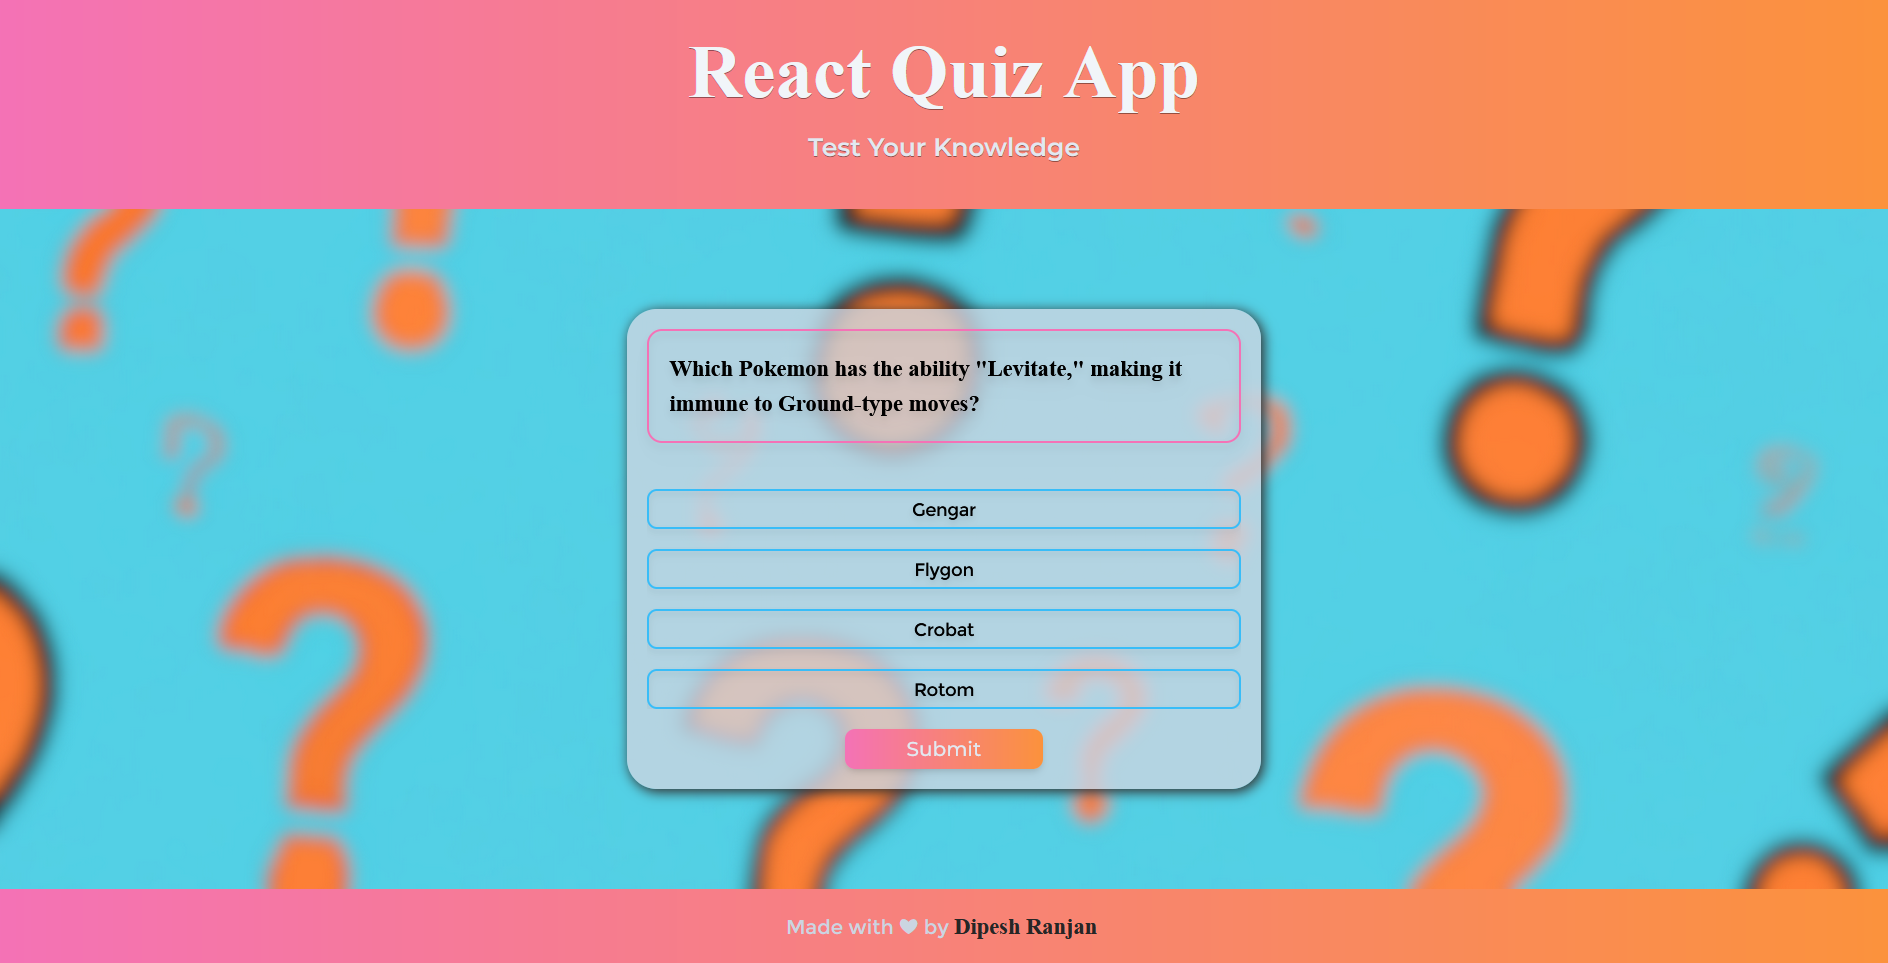 React Quiz App
Test Your Knowledge
Which Pokemon has the ability "Levitate," making it
immune to Ground-type moves?
Gengar
Flygon
Crobat
Rotom
Submit
Made with ♥ by Dipesh Ranjan